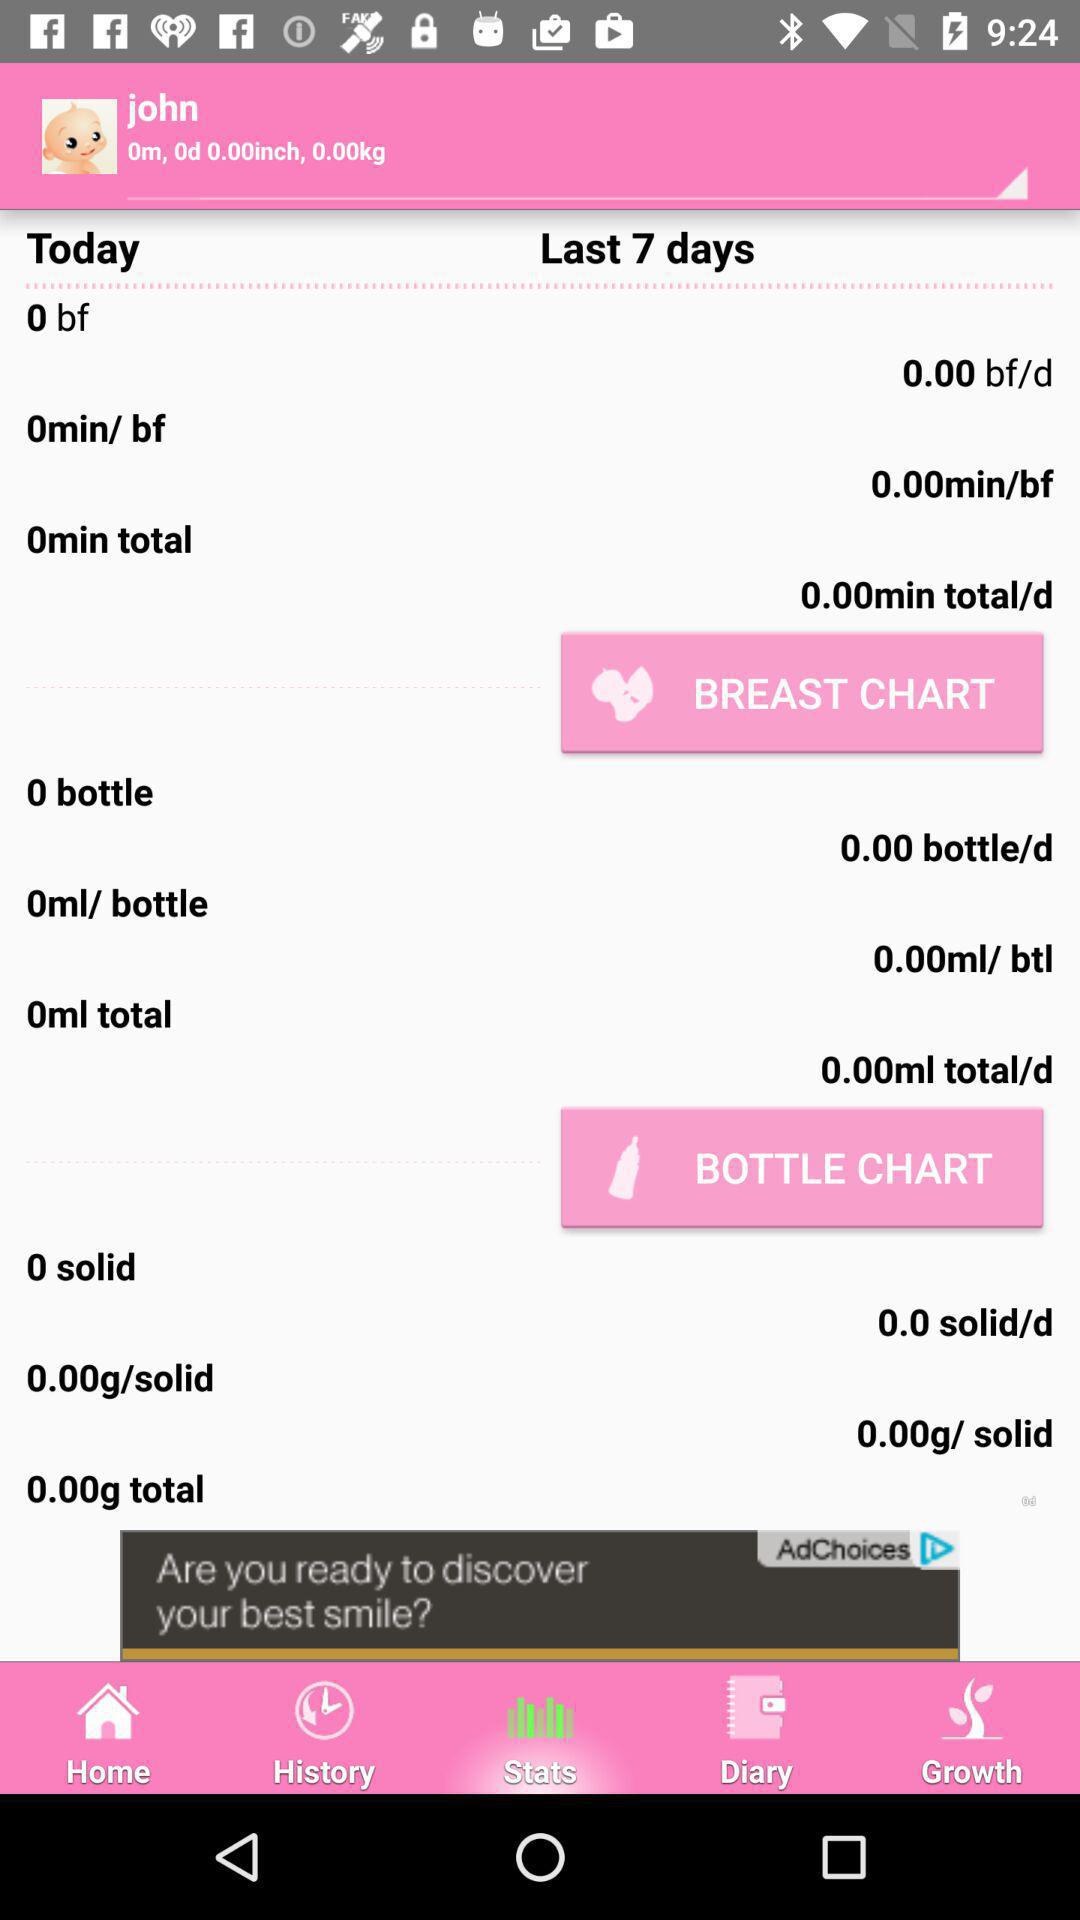 FAKE
9:24
john
0m, 0d 0.00inch, 0.00kg
Today
Last 7 days
0 bf
0.00 bf/d
0min/ bf
0.00min/bf
0min total
0.00min total/d
BREAST CHART
0 bottle
0.00 bottle/d
0ml/ bottle
0.00ml/ btl
0ml total
0.00ml total/d
BOTTLE CHART
0 solid
0.0 solid/d
0.00g/solid
0.00g/ solid
0.00g total
0d
AdChoices
Are you ready to discover
your best smile?
Home
History
Stats
Diary
Growth